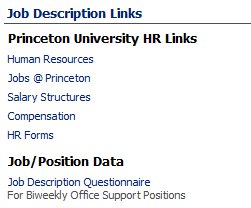 Job Description Links
Princeton University HR Links
Human Resources
Jobs @ Princeton
Salary Structures
Compensation
HR Forms
Job/Position Data
Job Description Questionnaire
For Biweekly Office Support Positions